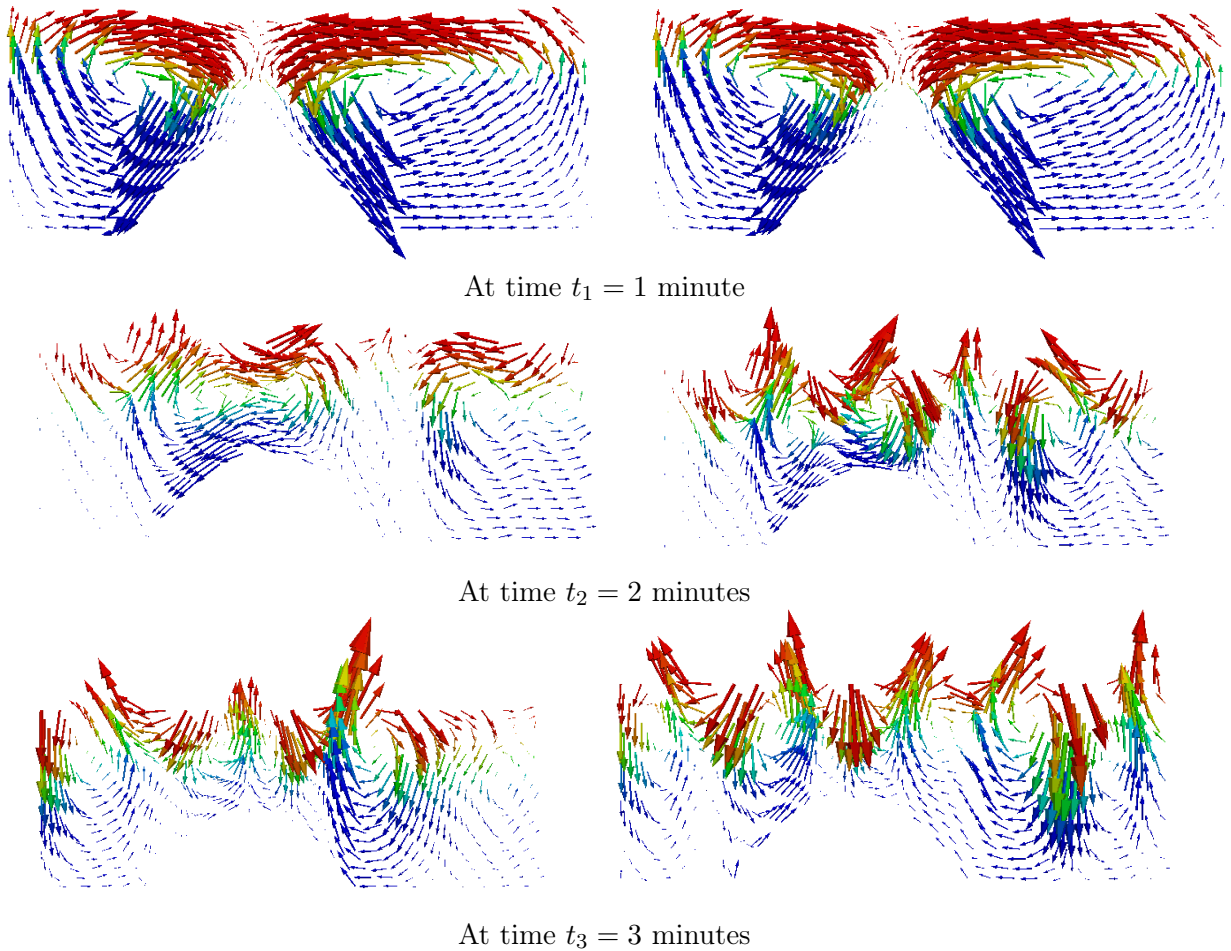 At time t₁ = 1 minute
At time t₂ = 2 minutes
At time t₃ = 3 minutes